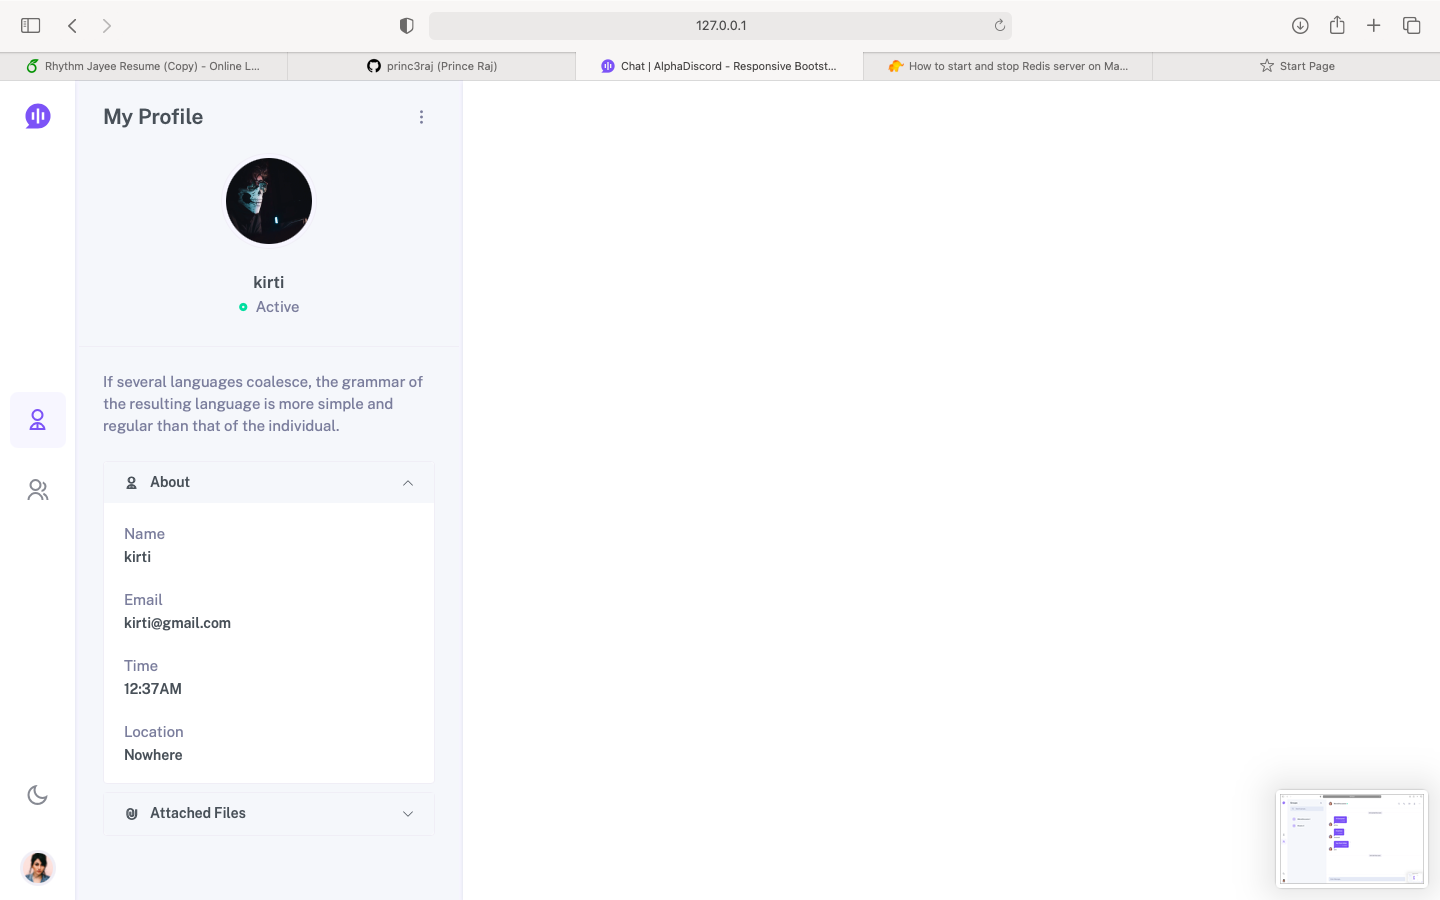 127.0.0.1
Rhythm Jayee Resume (Copy) - Online L...
princ3raj (Prince Raj)
Chat | AlphaDiscord - Responsive Bootst...
How to start and stop Redis server on Ma...
Start Page
My Profile
kirti
Active
If several languages coalesce, the grammar of
the resulting language is more simple and
regular than that of the individual.
About
Name
kirti
Email
kirti@gmail.com
Time
12:37AM
Location
Nowhere
Attached Files